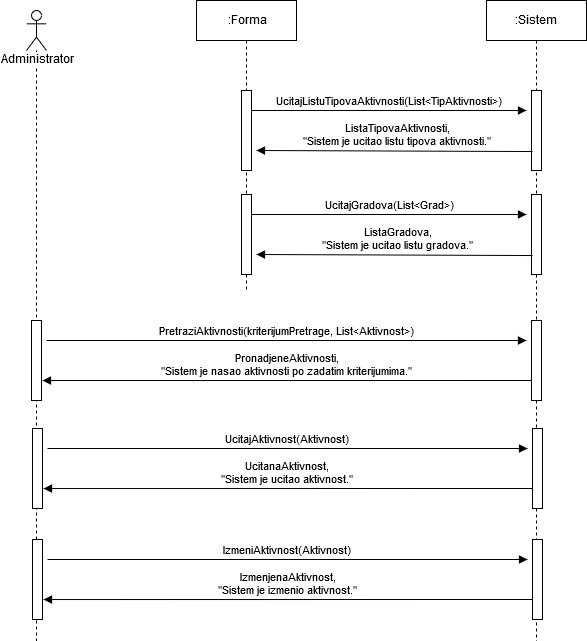 :Forma
:Sistem
Administrator
UcitajListuTipovaAktivnosti(List<TipAktivnosti>)
ListaTipovaAktivnosti,
"Sistem je ucitao listu tipova aktivnosti."
UcitajGradova(List<Grad>)
ListaGradova,
"Sistem je ucitao listu gradova."
PretraziAktivnosti(kriterijumPretrage, List<Aktivnost>)
PronadjeneAktivnosti,
"Sistem je nasao aktivnosti po zadatim kriterijumima."
UcitajAktivnost(Aktivnost)
UcitanaAktivnost,
"Sistem je ucitao aktivnost."
IzmeniAktivnost(Aktivnost)
IzmenjenaAktivnost,
"Sistem je izmenio aktivnost."